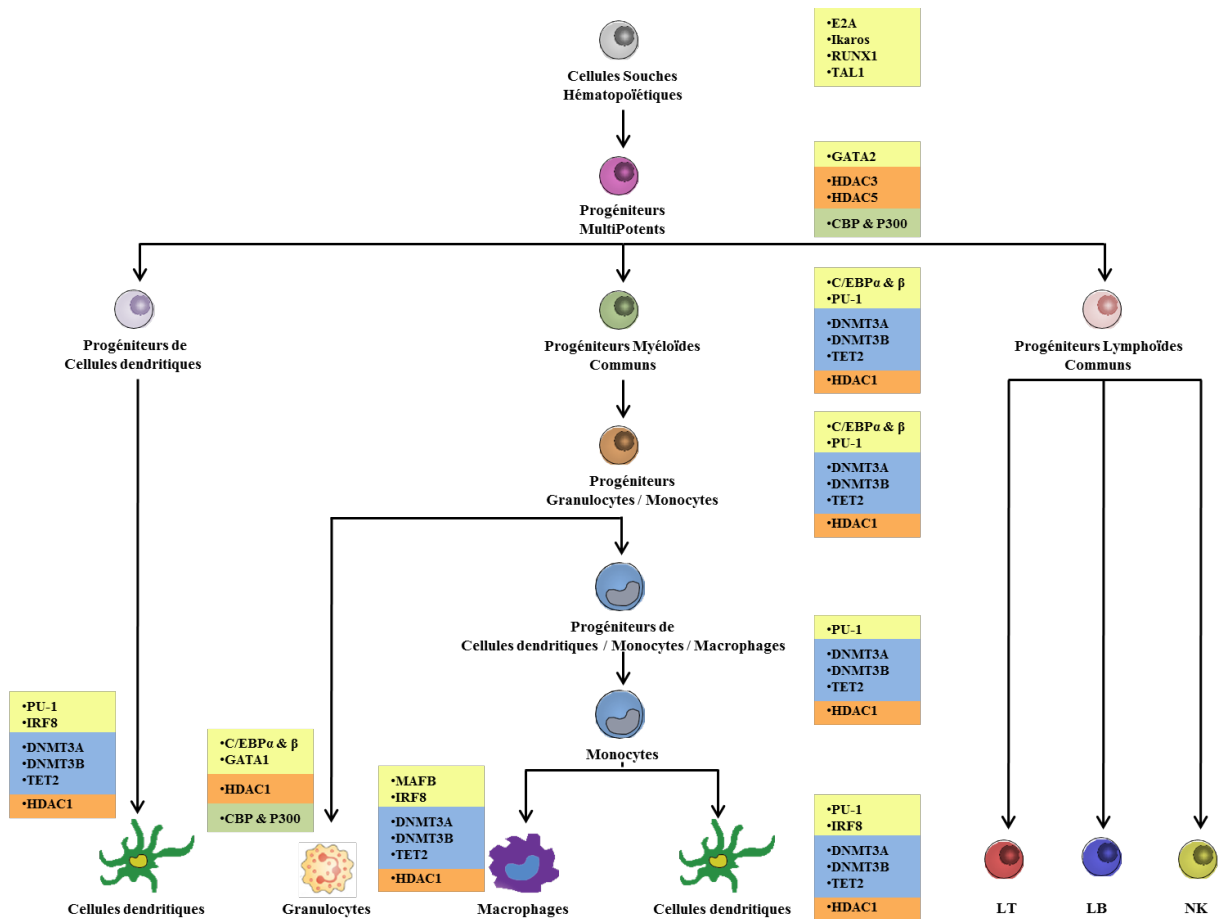 •E2A
•Ikaros
•RUNX1
•TAL1
Cellules Souches
Hématopoïétiques
•GATA2
•HDAC3
•HDAC5
•CBP & P300
Progéniteurs
MultiPotents
•C/EBPα & β
•PU-1
•DNMT3A
•DNMT3B
•TET2
•HDAC1
Progéniteurs de
Cellules dendritiques
Progéniteurs Myéloïdes
Communs
Progéniteurs Lymphoïdes
Communs
•C/EBPα & β
•PU-1
•DNMT3A
•DNMT3B
•TET2
•HDAC1
Progéniteurs
Granulocytes / Monocytes
Progéniteurs de
Cellules dendritiques / Monocytes / Macrophages
•PU-1
•DNMT3A
•DNMT3B
•TET2
•HDAC1
Monocytes
•PU-1
•IRF8
•DNMT3A
•DNMT3B
•TET2
•HDAC1
•C/EBPα & β
•GATA1
•HDAC1
•CBP & P300
•MAFB
•IRF8
•DNMT3A
•DNMT3B
•TET2
•HDAC1
•PU-1
•IRF8
•DNMT3A
•DNMT3B
•TET2
•HDAC1
Cellules dendritiques
Granulocytes
Macrophages
Cellules dendritiques
LT
LB
NK